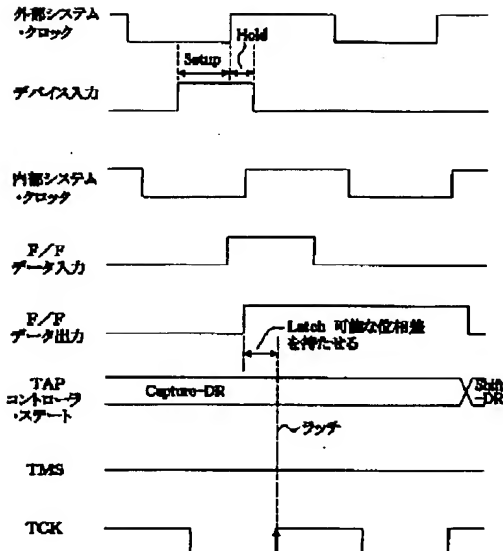 外部システム
・クロック
Hold
Setup
デバイス入力
内部システム
・クロック
F/F
データ入力
F/F
データ出力
Latch 可能な位相差
を持たせる
TAP
コントローラ
・ステート
Capture-DR
Shift
-DR
ラッチ
TMS
TCK